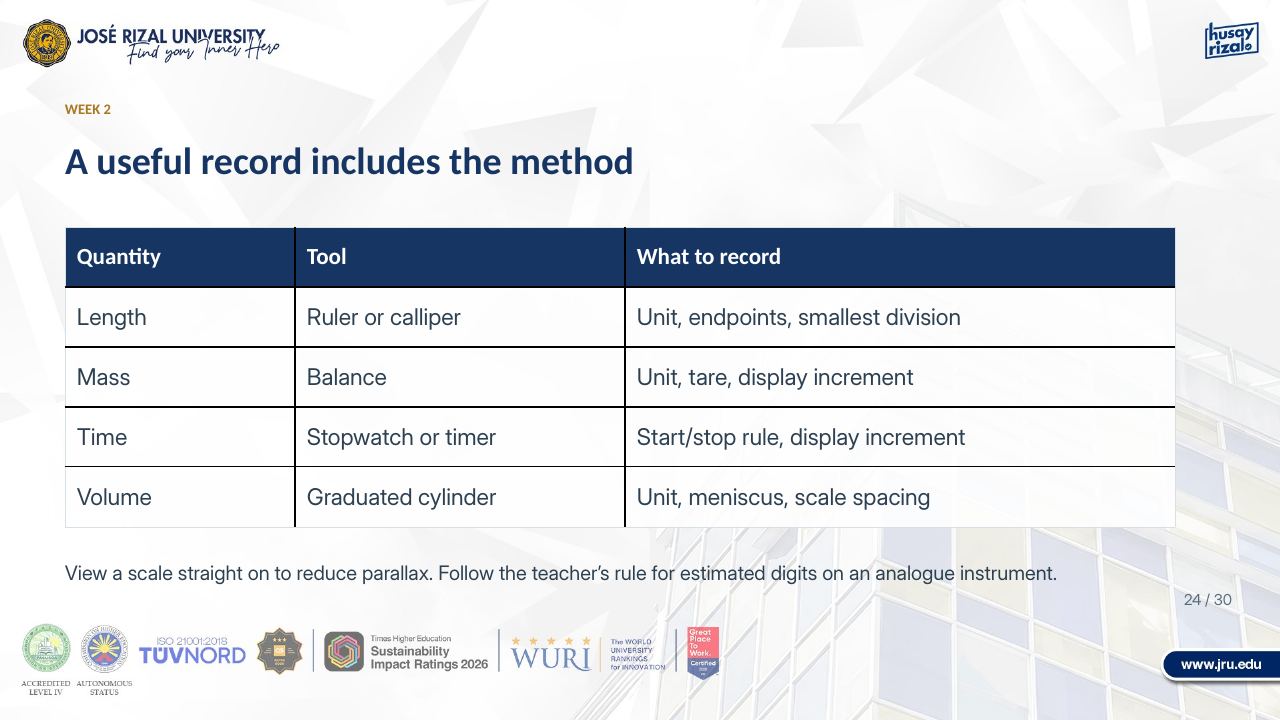 JOSÉ RIZAL UNIVERSITY
Find your Inner Hero
husay
rizal
WEEK 2
A useful record includes the method
Quantity Tool What to record
Length Ruler or calliper Unit, endpoints, smallest division
Mass Balance Unit, tare, display increment
Time Stopwatch or timer Start/stop rule, display increment
Volume Graduated cylinder Unit, meniscus, scale spacing
View a scale straight on to reduce parallax. Follow the teacher’s rule for estimated digits on an analogue instrument.
24 / 30
ACCREDITED
LEVEL IV
AUTONOMOUS
STATUS
ISO 21001:2018
TÜVNORD
Times Higher Education
Sustainability
Impact Ratings 2026
WURI
The WORLD
UNIVERSITY
RANKINGS
for INNOVATION
Great
Place
To
Work.
Certified
www.jru.edu